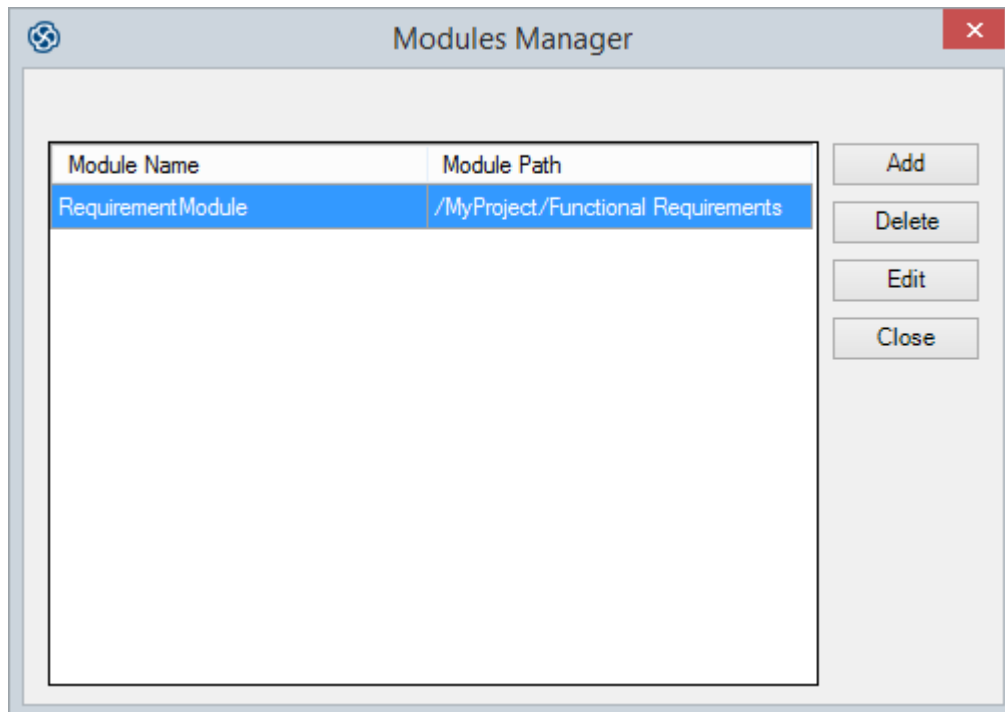 Modules Manager
Module Name Module Path
RequirementModule /MyProject/Functional Requirements
Add
Delete
Edit
Close